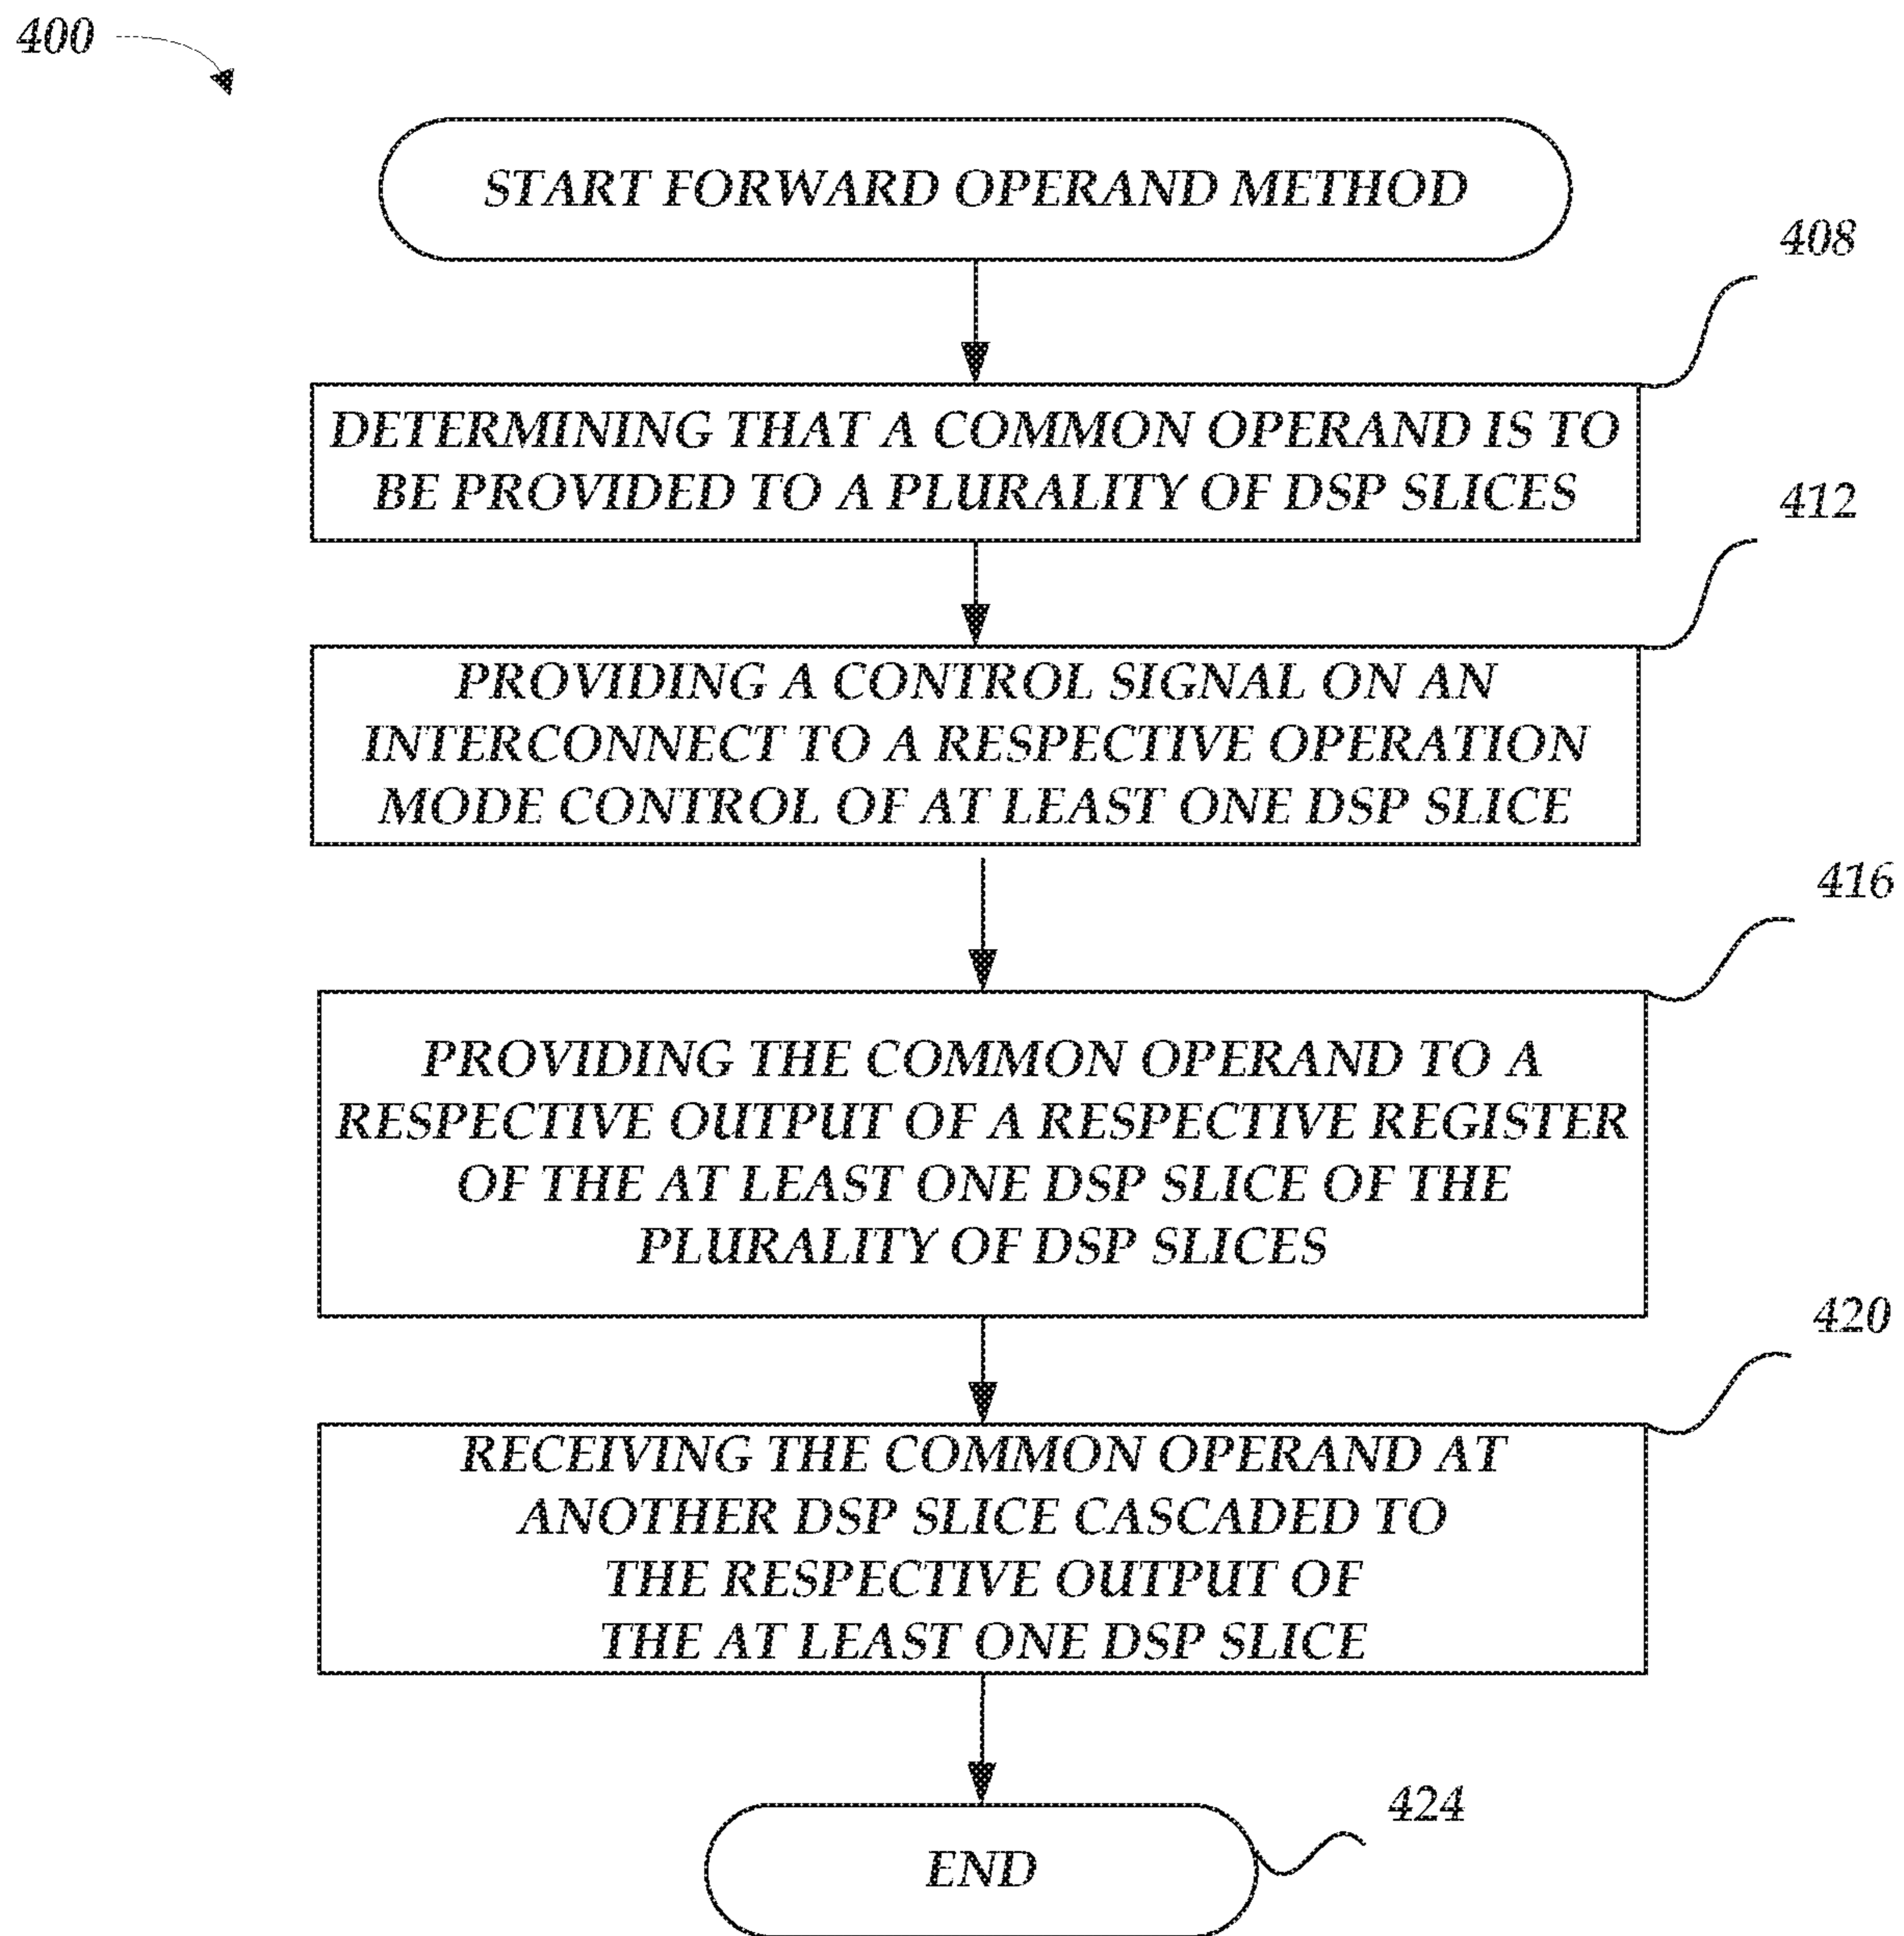 400
START FORWARD OPERAND METHOD
408
DETERMINING THAT A COMMON OPERAND IS TO
BE PROVIDED TO A PLURALITY OF DSP SLICES
412
PROVIDING A CONTROL SIGNAL ON AN
INTERCONNECT TO A RESPECTIVE OPERATION
MODE CONTROL OF AT LEAST ONE DSP SLICE
416
PROVIDING THE COMMON OPERAND TO A
RESPECTIVE OUTPUT OF A RESPECTIVE REGISTER
OF THE AT LEAST ONE DSP SLICE OF THE
PLURALITY OF DSP SLICES
420
RECEIVING THE COMMON OPERAND AT
ANOTHER DSP SLICE CASCADED TO
THE RESPECTIVE OUTPUT OF
THE AT LEAST ONE DSP SLICE
424
END